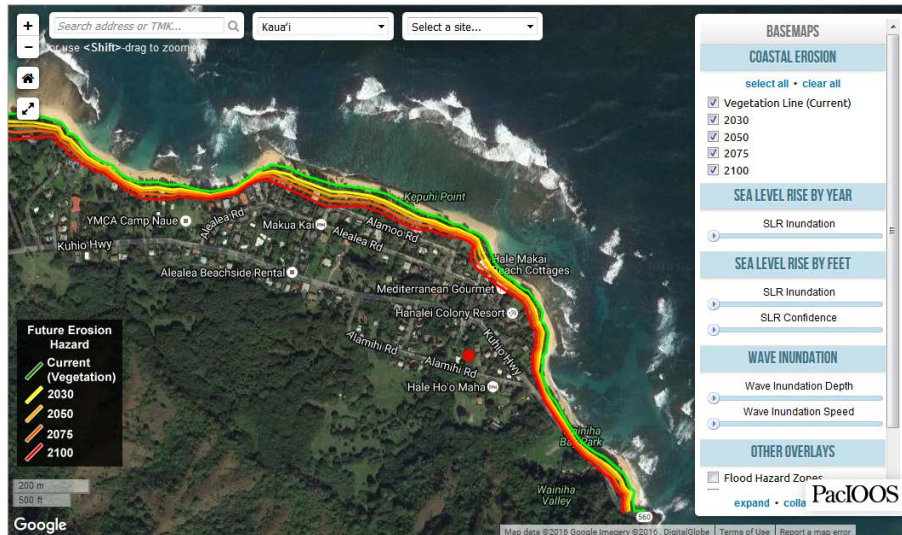 +
−
Search address or TMK...
Kaua'i
Select a site...
or use <Shift>-drag to zoom
Kepuhi Point
YMCA Camp Naue
Alealea Rd
Makua Kai
Alamoo Rd
Alealea Rd
Kuhio Hwy
Alealea Beachside Rental
Hale Makai
Beach Cottages
Mediterranean Gourmet
Hanalei Colony Resort
Kuhio Hwy
Alamihi Rd
Alamihi Rd
Hale Ho'o Maha
Wainiha
Bay Park
Wainiha
Valley
560
Future Erosion
Hazard
Current
(Vegetation)
2030
2050
2075
2100
200 m
500 ft
Google
Map data ©2016 Google Imagery ©2016 , DigitalGlobe
Terms of Use
Report a map error
BASEMAPS
COASTAL EROSION
select all • clear all
Vegetation Line (Current)
2030
2050
2075
2100
SEA LEVEL RISE BY YEAR
SLR Inundation
SEA LEVEL RISE BY FEET
SLR Inundation
SLR Confidence
WAVE INUNDATION
Wave Inundation Depth
Wave Inundation Speed
OTHER OVERLAYS
Flood Hazard Zones
expand • colla
PacIOOS